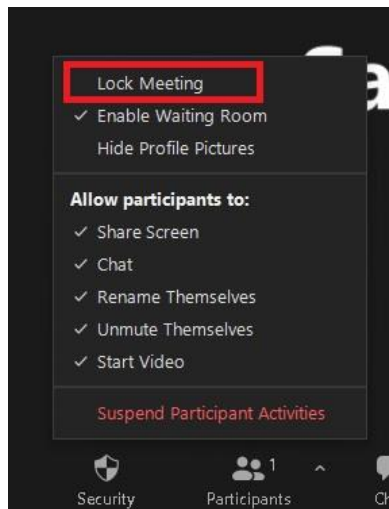 Lock Meeting
Enable Waiting Room
Hide Profile Pictures
Allow participants to:
Share Screen
Chat
Rename Themselves
Unmute Themselves
Start Video
Suspend Participant Activities
1
Security Participants